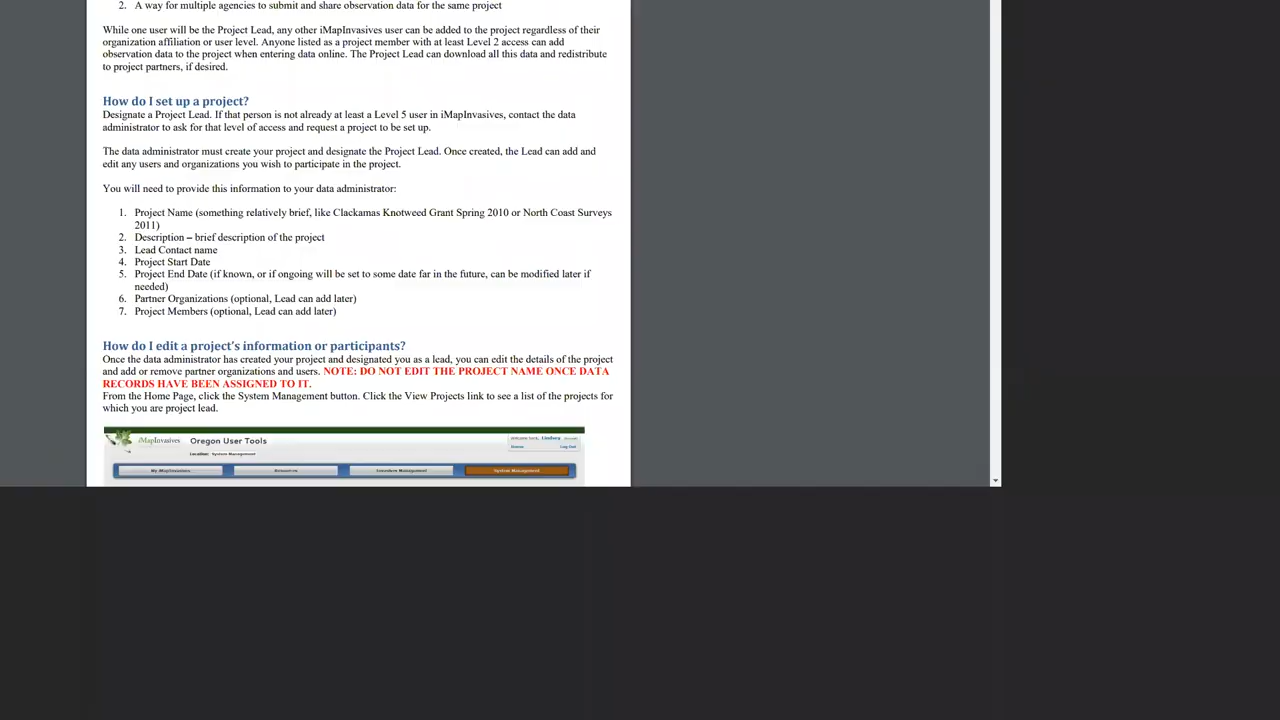 2. A way for multiple agencies to submit and share observation data for the same project
While one user will be the Project Lead, any other iMapInvasives user can be added to the project regardless of their
organization affiliation or user level. Anyone listed as a project member with at least Level 2 access can add
observation data to the project when entering data online. The Project Lead can download all this data and redistribute
to project partners, if desired.
How do I set up a project?
Designate a Project Lead. If that person is not already at least a Level 5 user in iMapInvasives, contact the data
administrator to ask for that level of access and request a project to be set up.
The data administrator must create your project and designate the Project Lead. Once created, the Lead can add and
edit any users and organizations you wish to participate in the project.
You will need to provide this information to your data administrator:
1. Project Name (something relatively brief, like Clackamas Knotweed Grant Spring 2010 or North Coast Surveys
2011)
2. Description – brief description of the project
3. Lead Contact name
4. Project Start Date
5. Project End Date (if known, or if ongoing will be set to some date far in the future, can be modified later if
needed)
6. Partner Organizations (optional, Lead can add later)
7. Project Members (optional, Lead can add later)
How do I edit a project's information or participants?
Once the data administrator has created your project and designated you as a lead, you can edit the details of the project
and add or remove partner organizations and users. NOTE: DO NOT EDIT THE PROJECT NAME ONCE DATA
RECORDS HAVE BEEN ASSIGNED TO IT.
From the Home Page, click the System Management button. Click the View Projects link to see a list of the projects for
which you are project lead.
iMapInvasives Oregon User Tools
Location: System Management
Lindsey
Log Out
My iMapInvasives Resources System Management